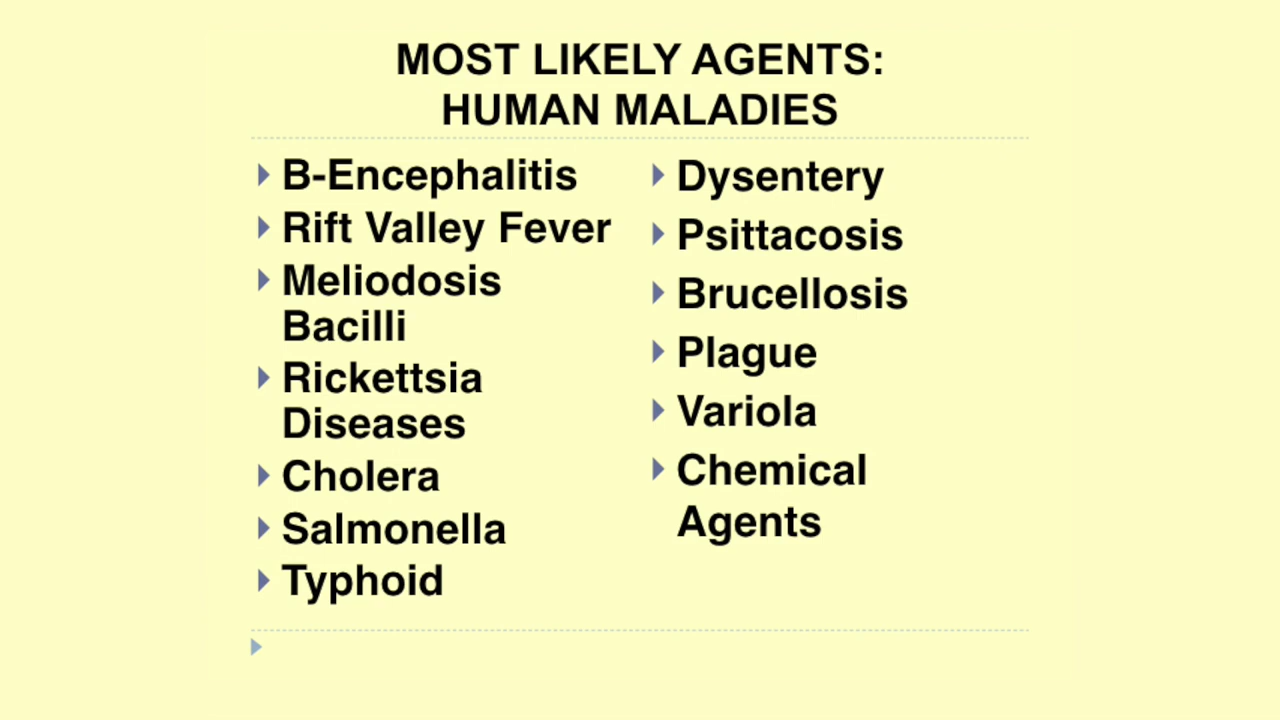 MOST LIKELY AGENTS:
HUMAN MALADIES
B-Encephalitis
Rift Valley Fever
Meliodosis
Bacilli
Rickettsia
Diseases
Cholera
Salmonella
Typhoid
Dysentery
Psittacosis
Brucellosis
Plague
Variola
Chemical
Agents